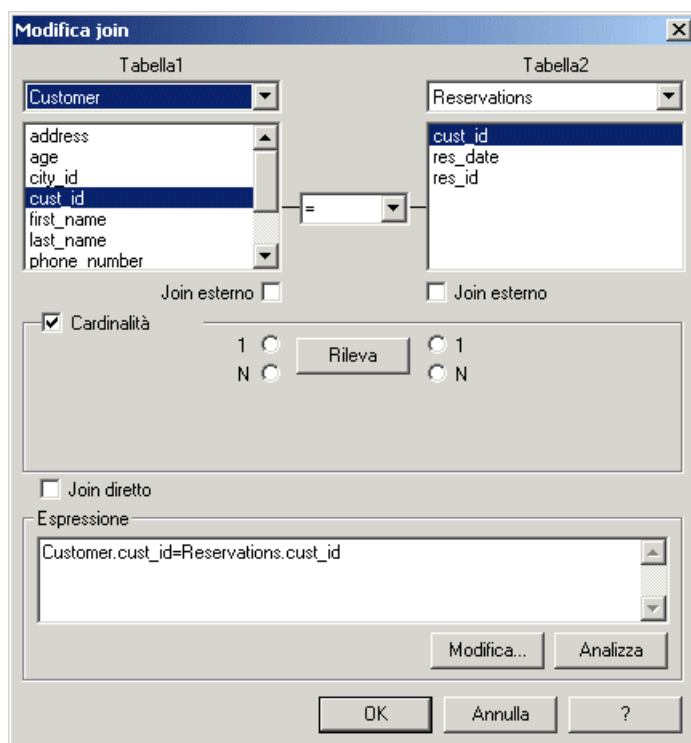 Modifica join
Tabella1
Tabella2
Customer
Reservations
address
age
city_id
cust_id
first_name
last_name
phone_number
=
cust_id
res_date
res_id
Join esterno
Join esterno
Cardinalità
1
N
Rileva
1
N
Join diretto
Espressione
Customer.cust_id=Reservations.cust_id
Modifica...
Analizza
OK
Annulla
?